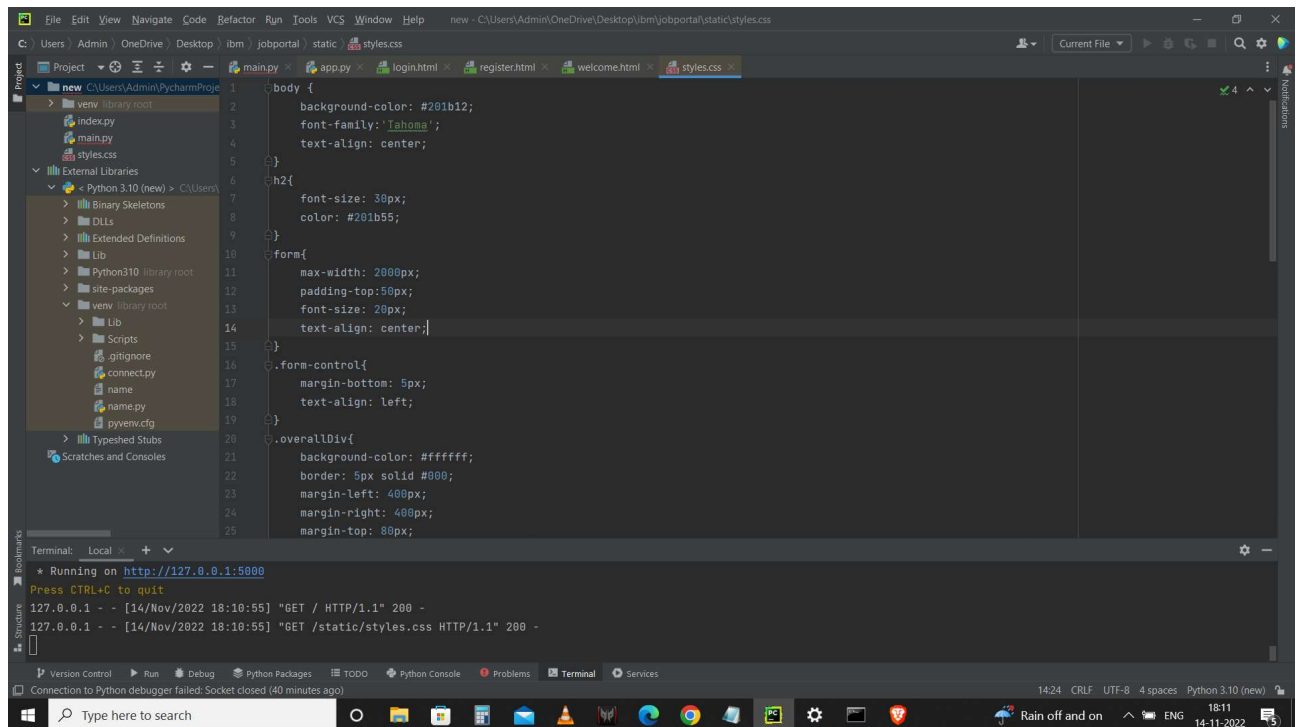 File Edit View Navigate Code Refactor Run Tools VCS Window Help new - C:\Users\Admin\OneDrive\Desktop\ibm\jobportal\static\styles.css
C: Users Admin OneDrive Desktop ibm jobportal static styles.css Current File
Project main.py app.py login.html register.html welcome.html styles.css
Project
Notifications
new C:\Users\Admin\PycharmProje
venv library root
index.py
main.py
styles.css
External Libraries
< Python 3.10 (new) > C:\Users\
Binary Skeletons
DLLs
Extended Definitions
Lib
Python310 library root
site-packages
venv library root
Lib
Scripts
.gitignore
connect.py
name
name.py
pyvenv.cfg
Typeshed Stubs
Scratches and Consoles
4
1 body {
2 background-color: #201b12;
3 font-family:'Tahoma';
4 text-align: center;
5 }
6 h2{
7 font-size: 30px;
8 color: #201b55;
9 }
10 form{
11 max-width: 2000px;
12 padding-top:50px;
13 font-size: 20px;
14 text-align: center;
15 }
16 .form-control{
17 margin-bottom: 5px;
18 text-align: left;
19 }
20 .overallDiv{
21 background-color: #ffffff;
22 border: 5px solid #000;
23 margin-left: 400px;
24 margin-right: 400px;
25 margin-top: 80px;
Bookmarks
Structure
Terminal: Local
* Running on http://127.0.0.1:5000
Press CTRL+C to quit
127.0.0.1 - - [14/Nov/2022 18:10:55] "GET / HTTP/1.1" 200 -
127.0.0.1 - - [14/Nov/2022 18:10:55] "GET /static/styles.css HTTP/1.1" 200 -
Version Control Run Debug Python Packages TODO Python Console Problems Terminal Services
Connection to Python debugger failed: Socket closed (40 minutes ago) 14:24 CRLF UTF-8 4 spaces Python 3.10 (new)
Type here to search Rain off and on ENG 18:11
14-11-2022 5